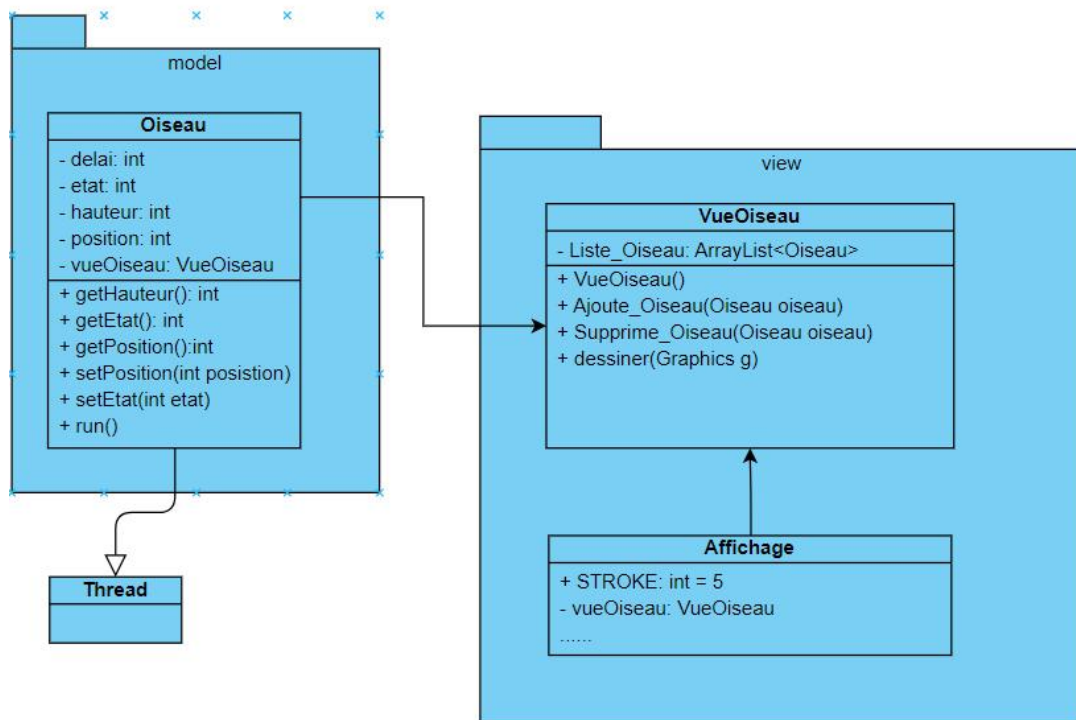 model
Oiseau
- delai: int
- etat: int
- hauteur: int
- position: int
- vueOiseau: VueOiseau
+ getHauteur(): int
+ getEtat(): int
+ getPosition():int
+ setPosition(int posistion)
+ setEtat(int etat)
+ run()
Thread
view
VueOiseau
- Liste_Oiseau: ArrayList<Oiseau>
+ VueOiseau()
+ Ajoute_Oiseau(Oiseau oiseau)
+ Supprime_Oiseau(Oiseau oiseau)
+ dessiner(Graphics g)
Affichage
+ STROKE: int = 5
- vueOiseau: VueOiseau
......